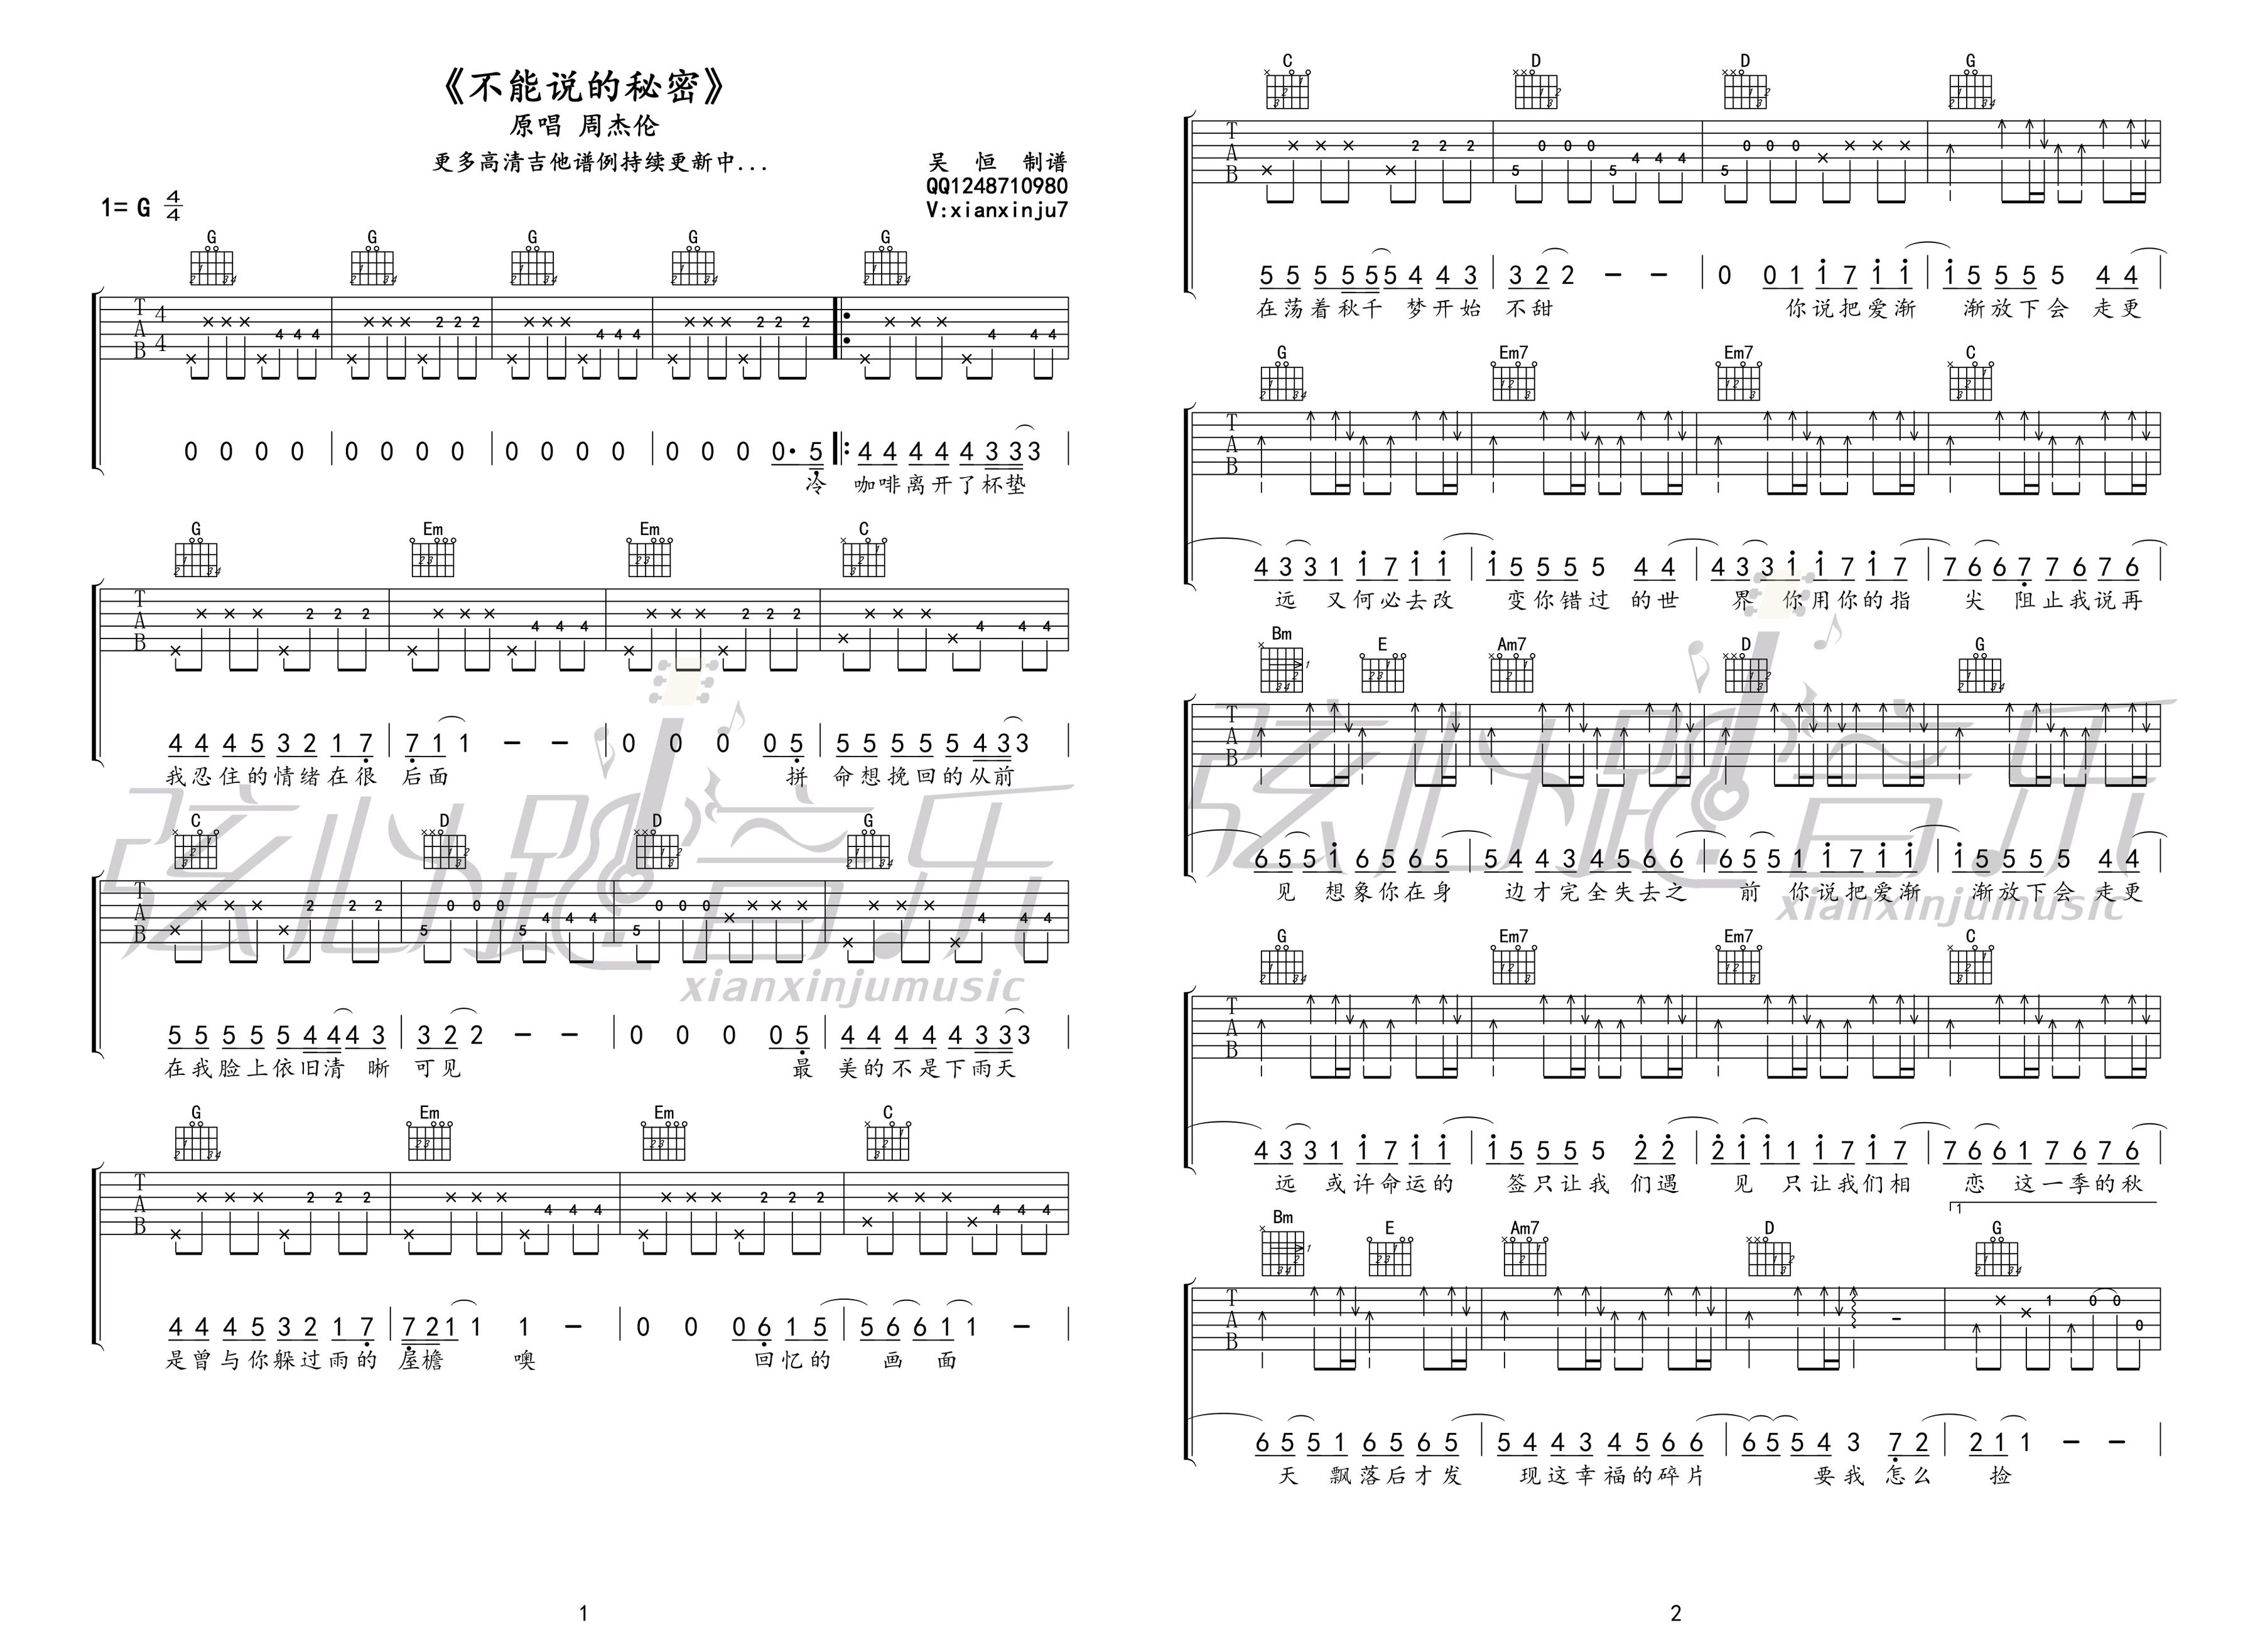 《不能说的秘密》
原唱 周杰伦
更多高清吉他谱例持续更新中...
吴 恒 制谱
QQ1248710980
V:xianxinju7
1= G 4/4
G G G G G
0 0 0 0 0 0 0 0 0 0 0 0 0 0 0 0· 5 4 4 4 4 4 3 3 3
冷 咖啡离开了杯垫
G Em Em C
4 4 4 5 3 2 1 7 7 1 1 - - 0 0 0 0 5 5 5 5 5 5 4 3 3
我忍住的情绪在很 后面 拼 命想挽回的从前
C D D G
5 5 5 5 5 4 4 4 3 3 2 2 - - 0 0 0 0 5 4 4 4 4 4 3 3 3
在我脸上依旧清 晰 可见 最 美的不是下雨天
G Em Em C
4 4 4 5 3 2 1 7 7 2 1 1 1 - 0 0 0 6 1 5 5 6 6 1 1 -
是曾与你躲过雨的 屋檐 噢 回忆的 画 面
1
C D D G
5 5 5 5 5 5 4 4 3 3 2 2 - - 0 0 1 1 7 1 1 1 5 5 5 5 4 4
在荡着秋千 梦开始 不甜 你说把爱渐 渐放下会 走更
G Em7 Em7 C
4 3 3 1 1 7 1 1 1 5 5 5 5 4 4 4 3 3 1 1 7 1 7 7 6 6 7 7 6 7 6
远 又何必去改 变你错过 的世 界 你用你的指 尖 阻止我说再
Bm E Am7 D G
6 5 5 1 6 5 6 5 5 4 4 3 4 5 6 6 6 5 5 1 1 7 1 1 1 5 5 5 5 4 4
见 想象你在身 边才完全失去之 前 你说把爱渐 渐放下会 走更
G Em7 Em7 C
4 3 3 1 1 7 1 1 1 5 5 5 5 2 2 2 1 1 1 1 7 1 7 7 6 6 1 7 6 7 6
远 或许命运的 签只让我 们遇 见 只让我们相 恋 这一季的秋
Bm E Am7 D 1 G
6 5 5 1 6 5 6 5 5 4 4 3 4 5 6 6 6 5 5 4 3 7 2 2 1 1 - -
天 飘落后才发 现这幸福的碎片 要我 怎么 捡
2
弦心距音乐
xianxinjumusic
弦心距音乐
xianxinjumusic